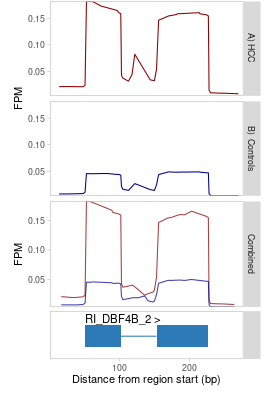 0.15
0.10
0.05
A) HCC
FPM
0.15
0.10
0.05
B) Controls
0.15
0.10
0.05
FPM
Combined
RI_DBF4B_2 >
100
200
Distance from region start (bp)